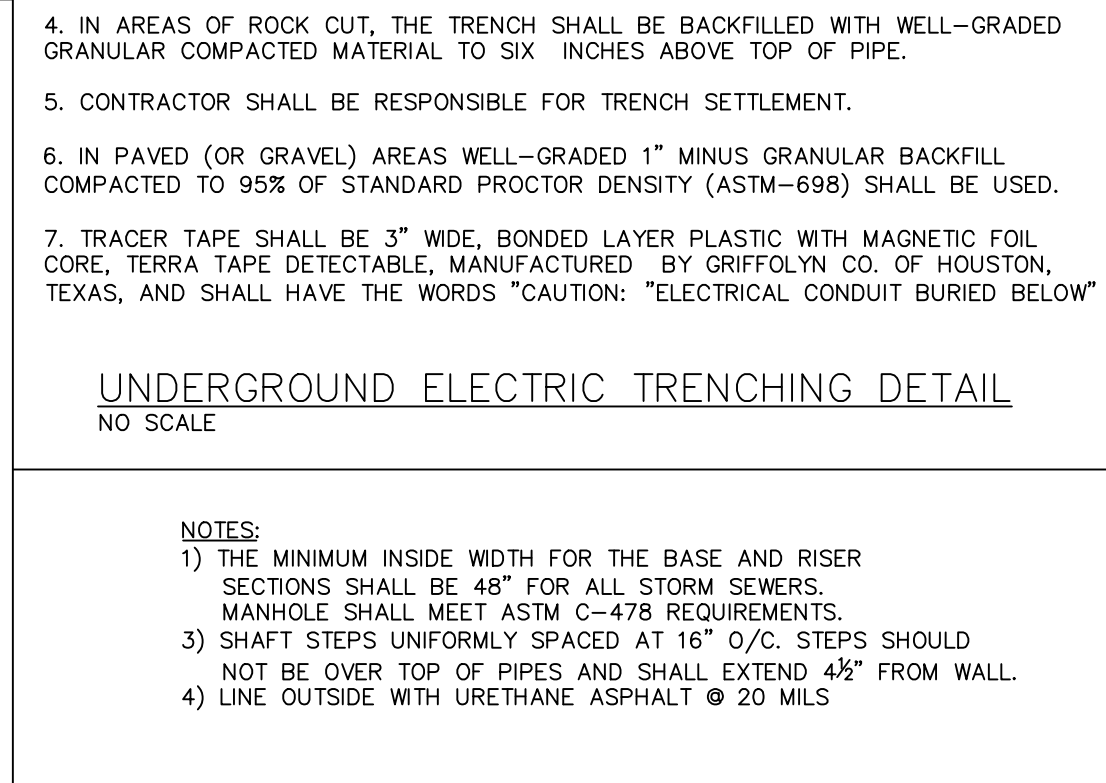 4. IN AREAS OF ROCK CUT, THE TRENCH SHALL BE BACKFILLED WITH WELL-GRADED
GRANULAR COMPACTED MATERIAL TO SIX  INCHES ABOVE TOP OF PIPE.
5. CONTRACTOR SHALL BE RESPONSIBLE FOR TRENCH SETTLEMENT.
6. IN PAVED (OR GRAVEL) AREAS WELL-GRADED 1" MINUS GRANULAR BACKFILL
COMPACTED TO 95% OF STANDARD PROCTOR DENSITY (ASTM-698) SHALL BE USED.
7. TRACER TAPE SHALL BE 3" WIDE, BONDED LAYER PLASTIC WITH MAGNETIC FOIL
CORE, TERRA TAPE DETECTABLE, MANUFACTURED  BY GRIFFOLYN CO. OF HOUSTON,
TEXAS, AND SHALL HAVE THE WORDS "CAUTION: "ELECTRICAL CONDUIT BURIED BELOW"
UNDERGROUND ELECTRIC TRENCHING DETAIL
NO SCALE
NOTES:
1) THE MINIMUM INSIDE WIDTH FOR THE BASE AND RISER
SECTIONS SHALL BE 48" FOR ALL STORM SEWERS.
MANHOLE SHALL MEET ASTM C-478 REQUIREMENTS.
3) SHAFT STEPS UNIFORMLY SPACED AT 16" O/C. STEPS SHOULD
NOT BE OVER TOP OF PIPES AND SHALL EXTEND 4½" FROM WALL.
4) LINE OUTSIDE WITH URETHANE ASPHALT @ 20 MILS